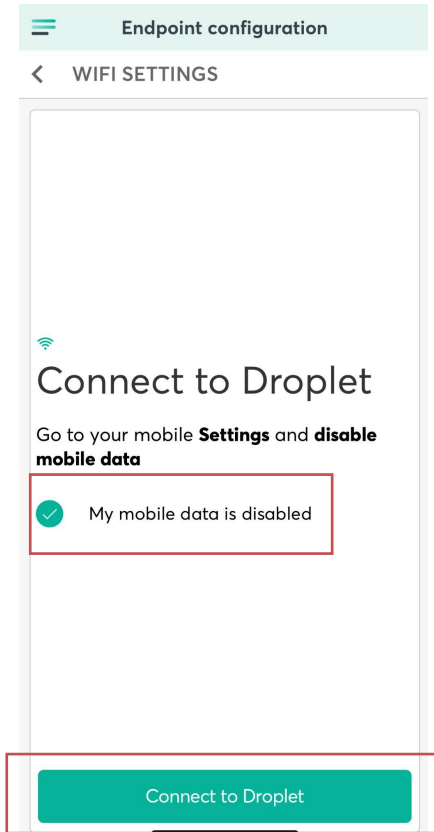 Endpoint configuration
WIFI SETTINGS
Connect to Droplet
Go to your mobile Settings and disable
mobile data
My mobile data is disabled
Connect to Droplet